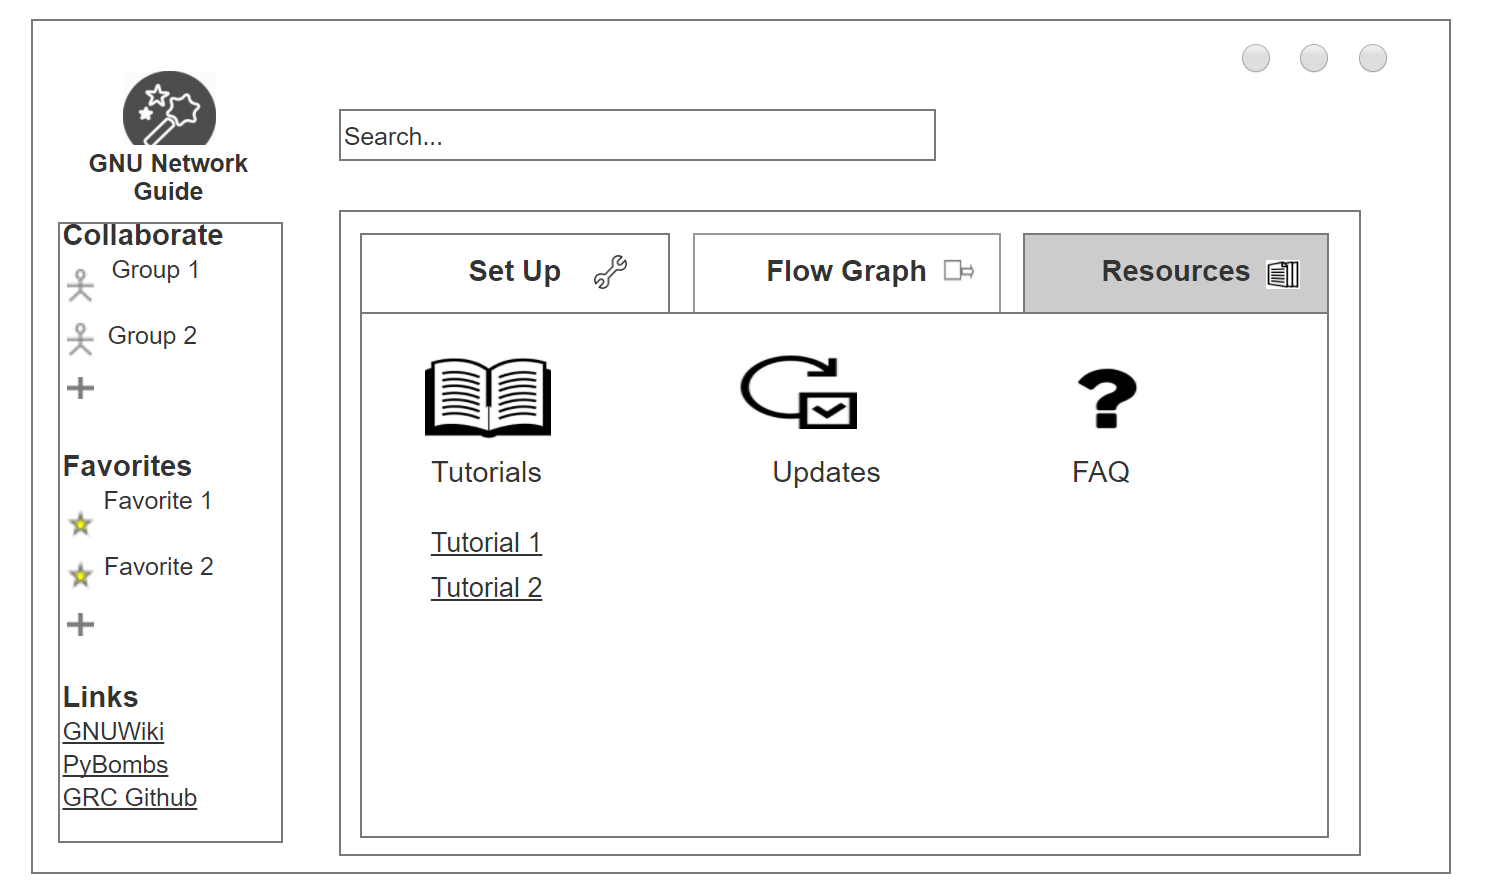 GNU Network
Guide
Search...
Collaborate
Group 1
Group 2
Favorites
Favorite 1
Favorite 2
Links
GNUWiki
PyBombs
GRC Github
Set Up
Flow Graph
Resources
Tutorials
Updates
FAQ
Tutorial 1
Tutorial 2